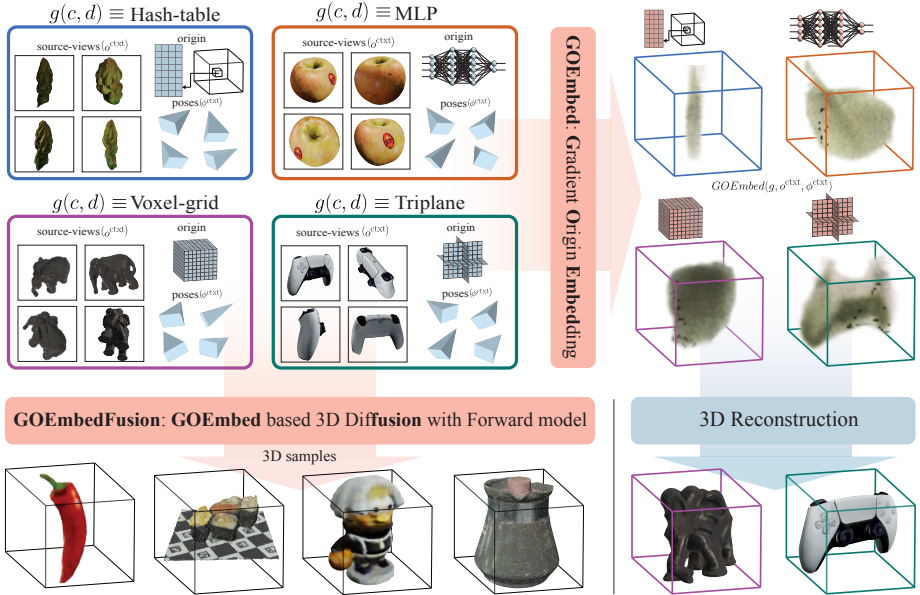 g(c, d) ≡ Hash-table
source-views(o^ctxt)
origin
poses(ϕ^ctxt)
g(c, d) ≡ MLP
source-views(o^ctxt)
origin
poses(ϕ^ctxt)
g(c, d) ≡ Voxel-grid
source-views(o^ctxt)
origin
poses(ϕ^ctxt)
g(c, d) ≡ Triplane
source-views(o^ctxt)
origin
poses(ϕ^ctxt)
GOEmbed: Gradient Origin Embedding
GOEmbed(g, o^ctxt, ϕ^ctxt)
GOEmbedFusion: GOEmbed based 3D Diffusion with Forward model
3D samples
3D Reconstruction